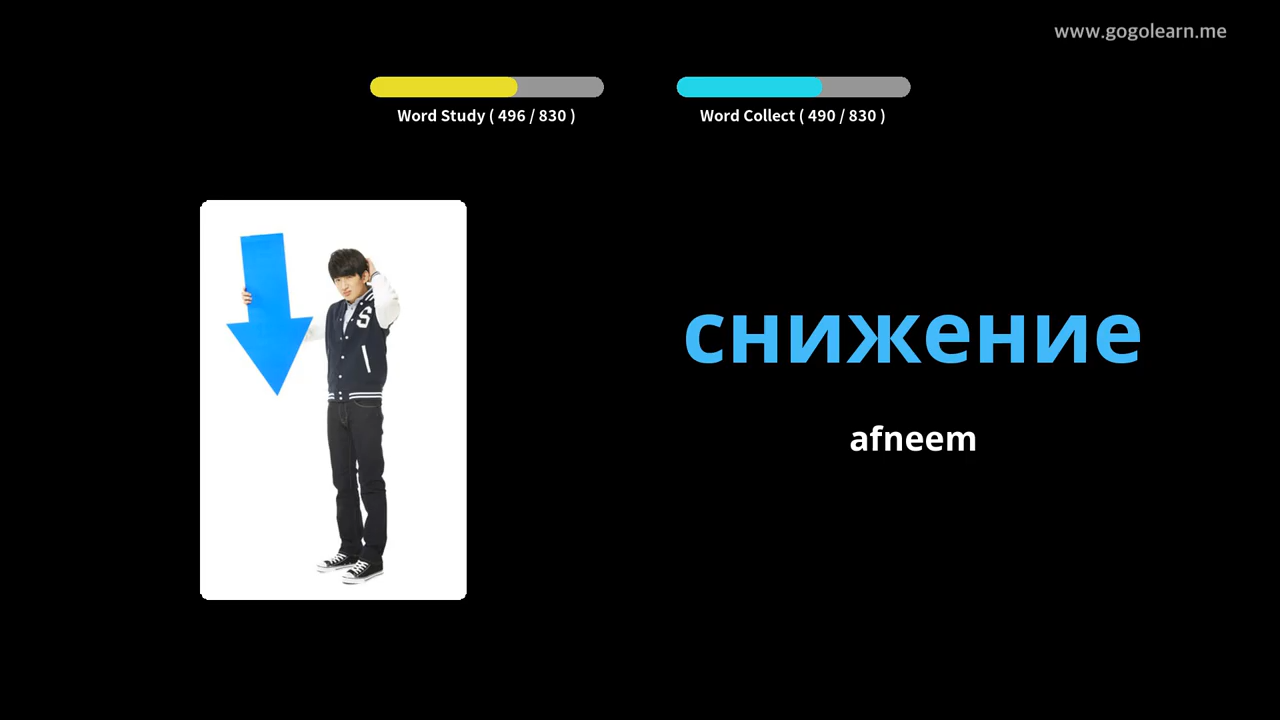 www.gogolearn.me
Word Study ( 496 / 830 )
Word Collect ( 490 / 830 )
S
снижение
afneem